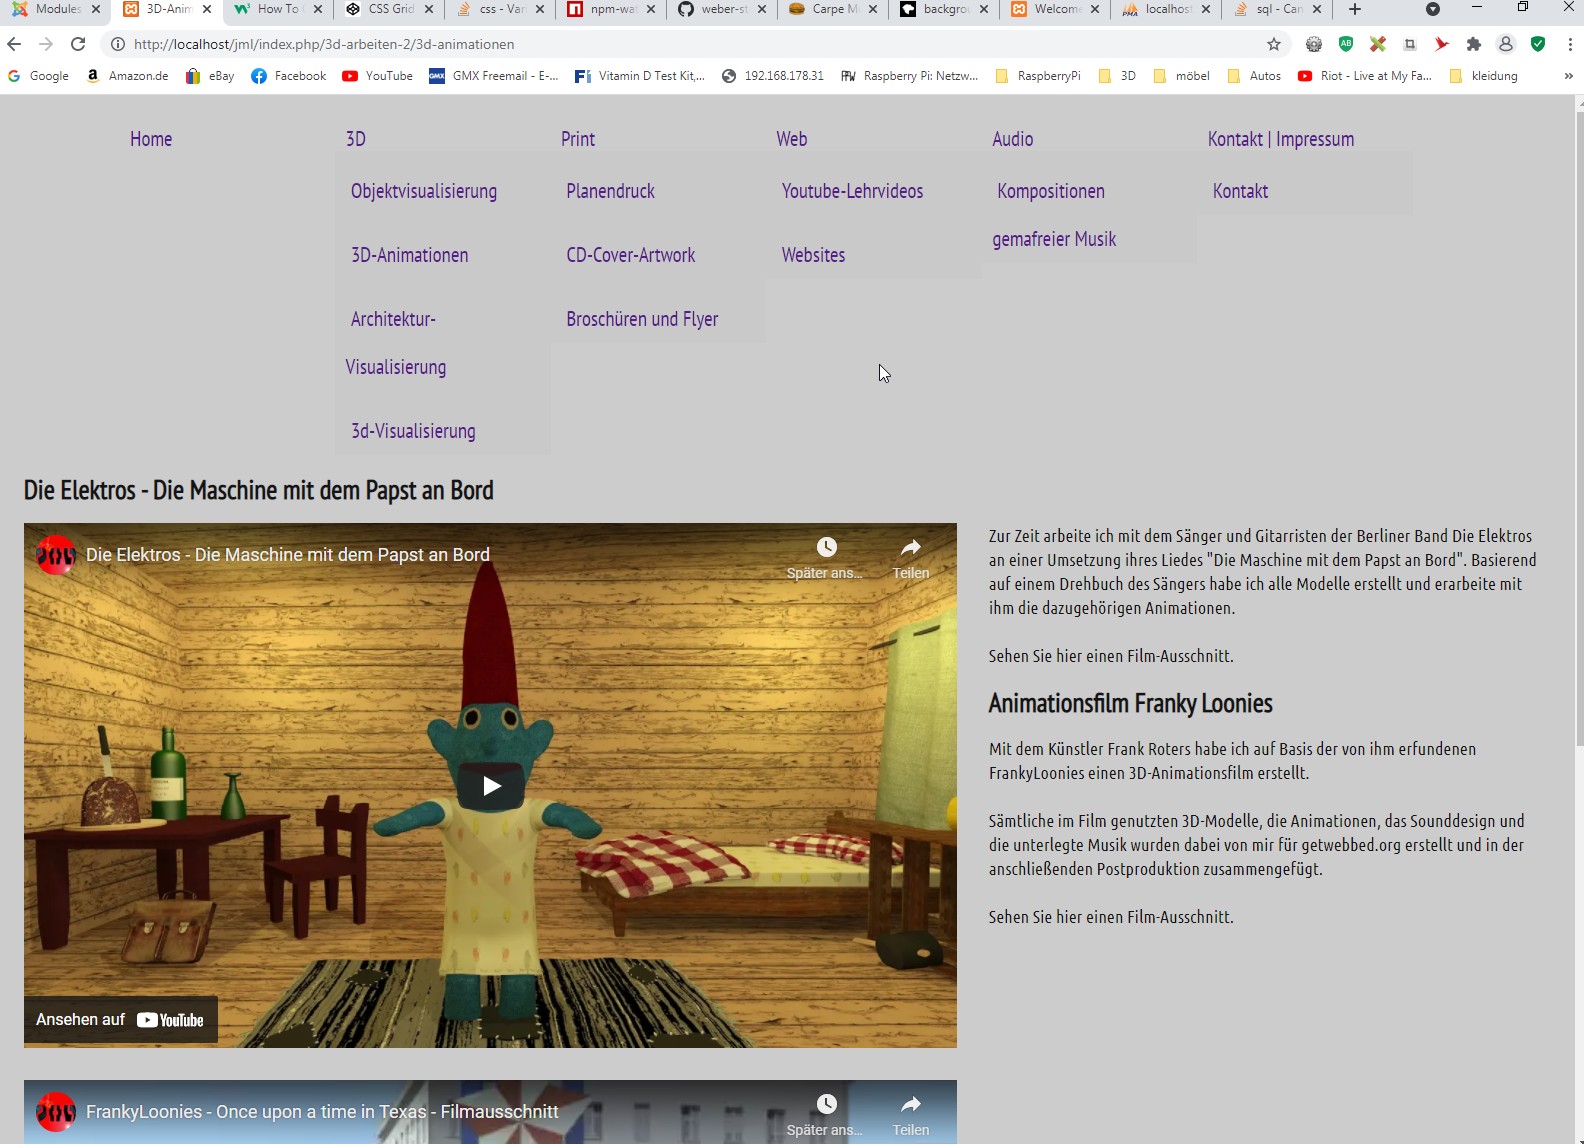 Modules
3D-Anim
How To
CSS Grid
css - Var
npm-wat
weber-st
Carpe M
backgrou
Welcome
localhost
sql - Can
http://localhost/jml/index.php/3d-arbeiten-2/3d-animationen
Google
Amazon.de
eBay
Facebook
YouTube
GMX Freemail - E-...
Vitamin D Test Kit,...
192.168.178.31
Raspberry Pi: Netzw...
RaspberryPi
3D
möbel
Autos
Riot - Live at My Fa...
kleidung
»
Home
3D
Print
Web
Audio
Kontakt | Impressum
Objektvisualisierung
Planendruck
Youtube-Lehrvideos
Kompositionen
Kontakt
3D-Animationen
CD-Cover-Artwork
Websites
gemafreier Musik
Architektur-
Broschüren und Flyer
Visualisierung
3d-Visualisierung
Die Elektros - Die Maschine mit dem Papst an Bord
Die Elektros - Die Maschine mit dem Papst an Bord
Später ans...
Teilen
Ansehen auf YouTube
Zur Zeit arbeite ich mit dem Sänger und Gitarristen der Berliner Band Die Elektros
an einer Umsetzung ihres Liedes "Die Maschine mit dem Papst an Bord". Basierend
auf einem Drehbuch des Sängers habe ich alle Modelle erstellt und erarbeite mit
ihm die dazugehörigen Animationen.
Sehen Sie hier einen Film-Ausschnitt.
Animationsfilm Franky Loonies
Mit dem Künstler Frank Roters habe ich auf Basis der von ihm erfundenen
FrankyLoonies einen 3D-Animationsfilm erstellt.
Sämtliche im Film genutzten 3D-Modelle, die Animationen, das Sounddesign und
die unterlegte Musik wurden dabei von mir für getwebbed.org erstellt und in der
anschließenden Postproduktion zusammengefügt.
Sehen Sie hier einen Film-Ausschnitt.
FrankyLoonies - Once upon a time in Texas - Filmausschnitt
Später ans...
Teilen